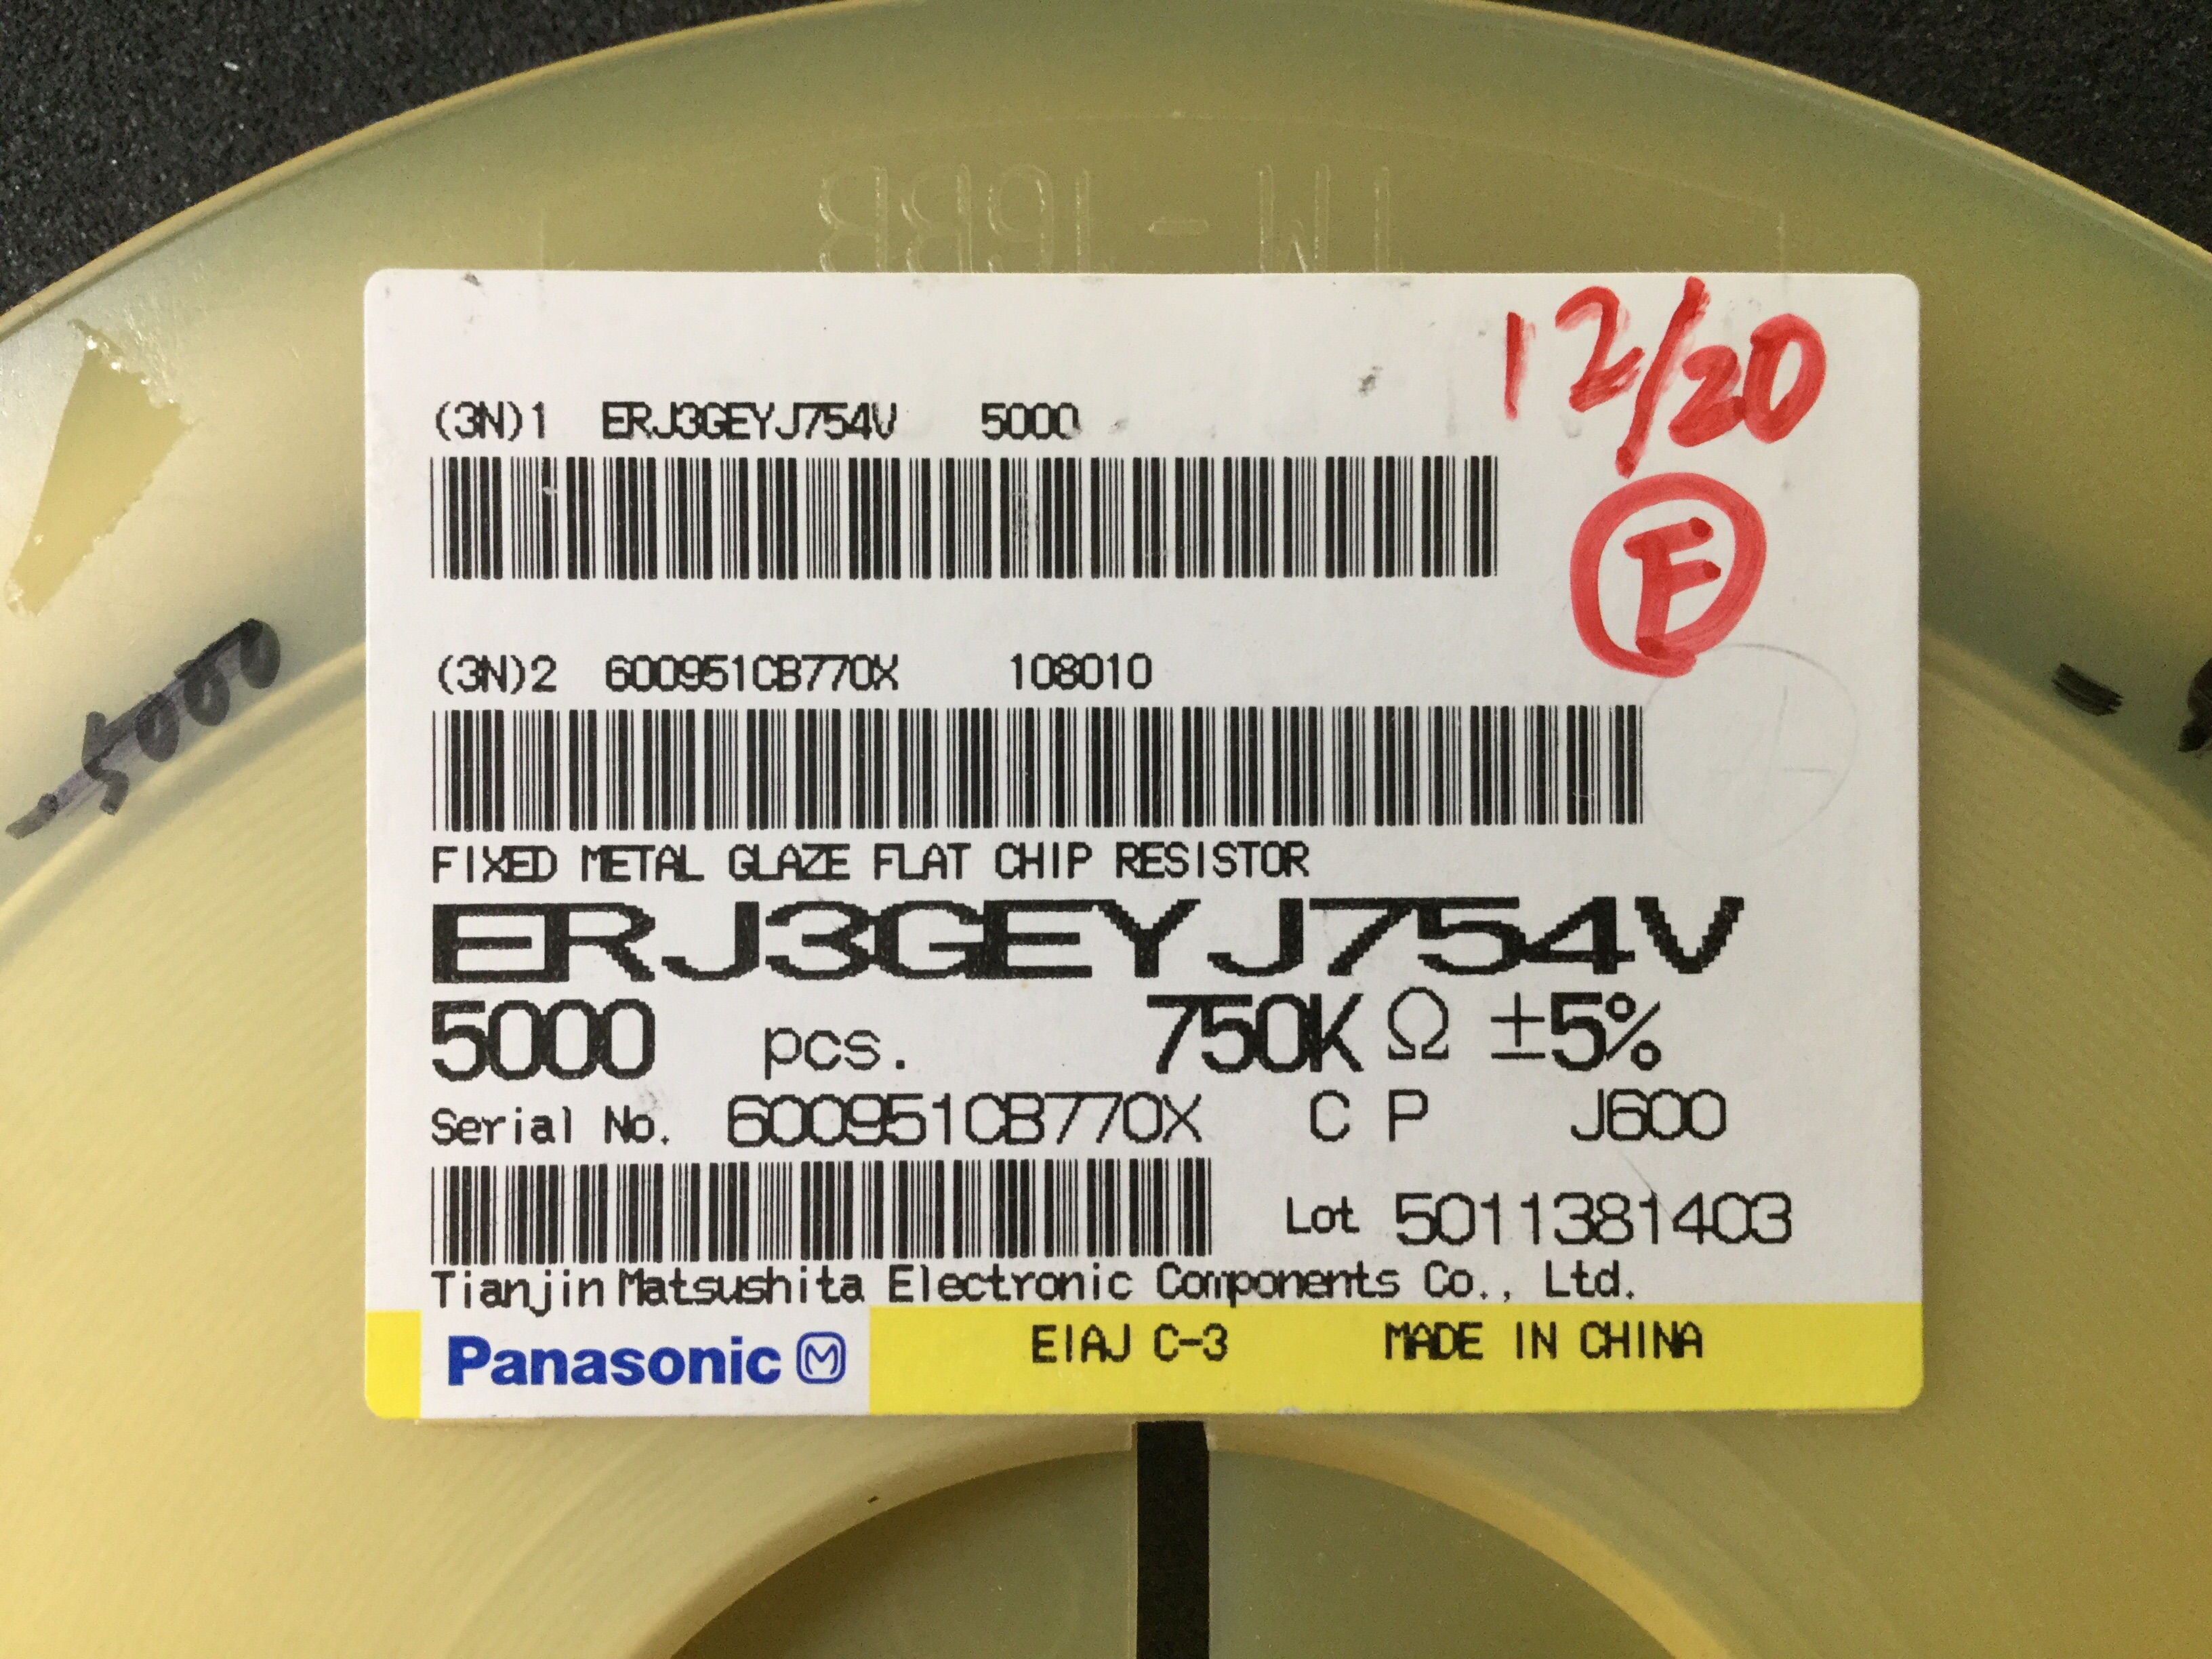 12/20
(3N)1 ERJ3GEYJ754V 5000
F
(3N)2 600951CB770X 108010
5000
FIXED METAL GLAZE FLAT CHIP RESISTOR
ERJ3GEYJ754V
5000 pcs. 750K Ω ±5%
Serial No. 600951CB770X C P J600
Lot 5011381403
Tianjin Matsushita Electronic Components Co., Ltd.
Panasonic M EIAJ C-3 MADE IN CHINA